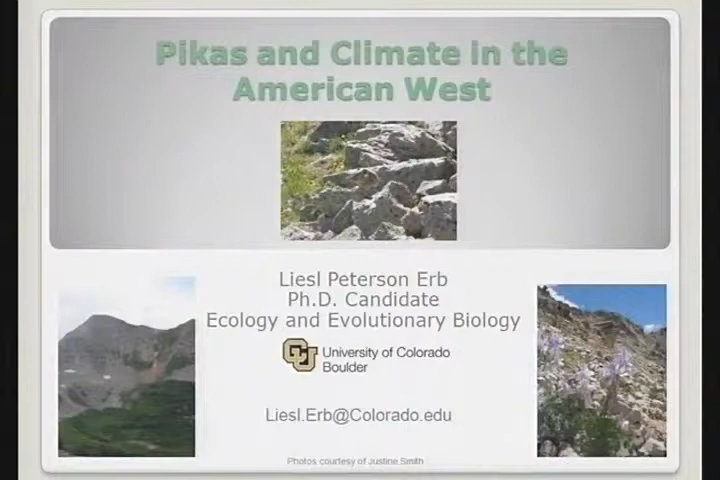 Pikas and Climate in the
American West
Liesl Peterson Erb
Ph.D. Candidate
Ecology and Evolutionary Biology
CU
University of Colorado
Boulder
Liesl.Erb@Colorado.edu
Photos courtesy of Justine Smith